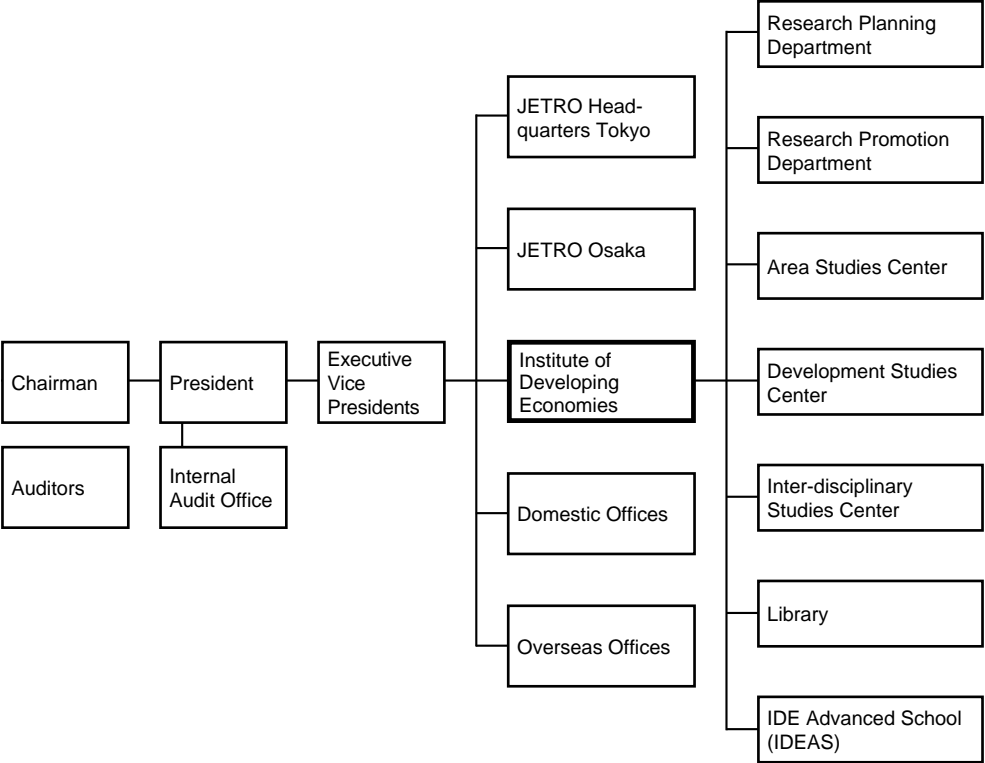 Chairman
Auditors
President
Internal
Audit Office
Executive
Vice
Presidents
JETRO Head-
quarters Tokyo
JETRO Osaka
Institute of
Developing
Economies
Domestic Offices
Overseas Offices
Research Planning
Department
Research Promotion
Department
Area Studies Center
Development Studies
Center
Inter-disciplinary
Studies Center
Library
IDE Advanced School
(IDEAS)